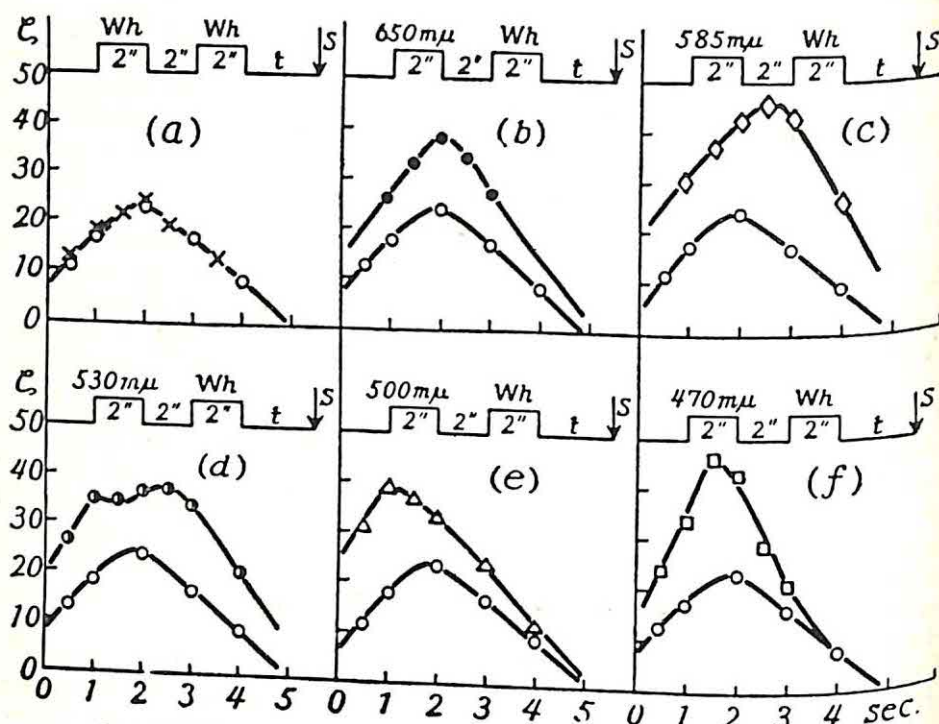 ζ Wh Wh S 650mμ Wh S 585mμ Wh S
50 2" 2" 2" t 2" 2" 2" t 2" 2" 2" t
40 (a) (b) (c)
30
20
10
0
ζ 530mμ Wh S 500mμ Wh S 470mμ Wh S
50 2" 2" 2" t 2" 2" 2" t 2" 2" 2" t
40 (d) (e) (f)
30
20
10
0
0 1 2 3 4 5 0 1 2 3 4 5 0 1 2 3 4 sec.